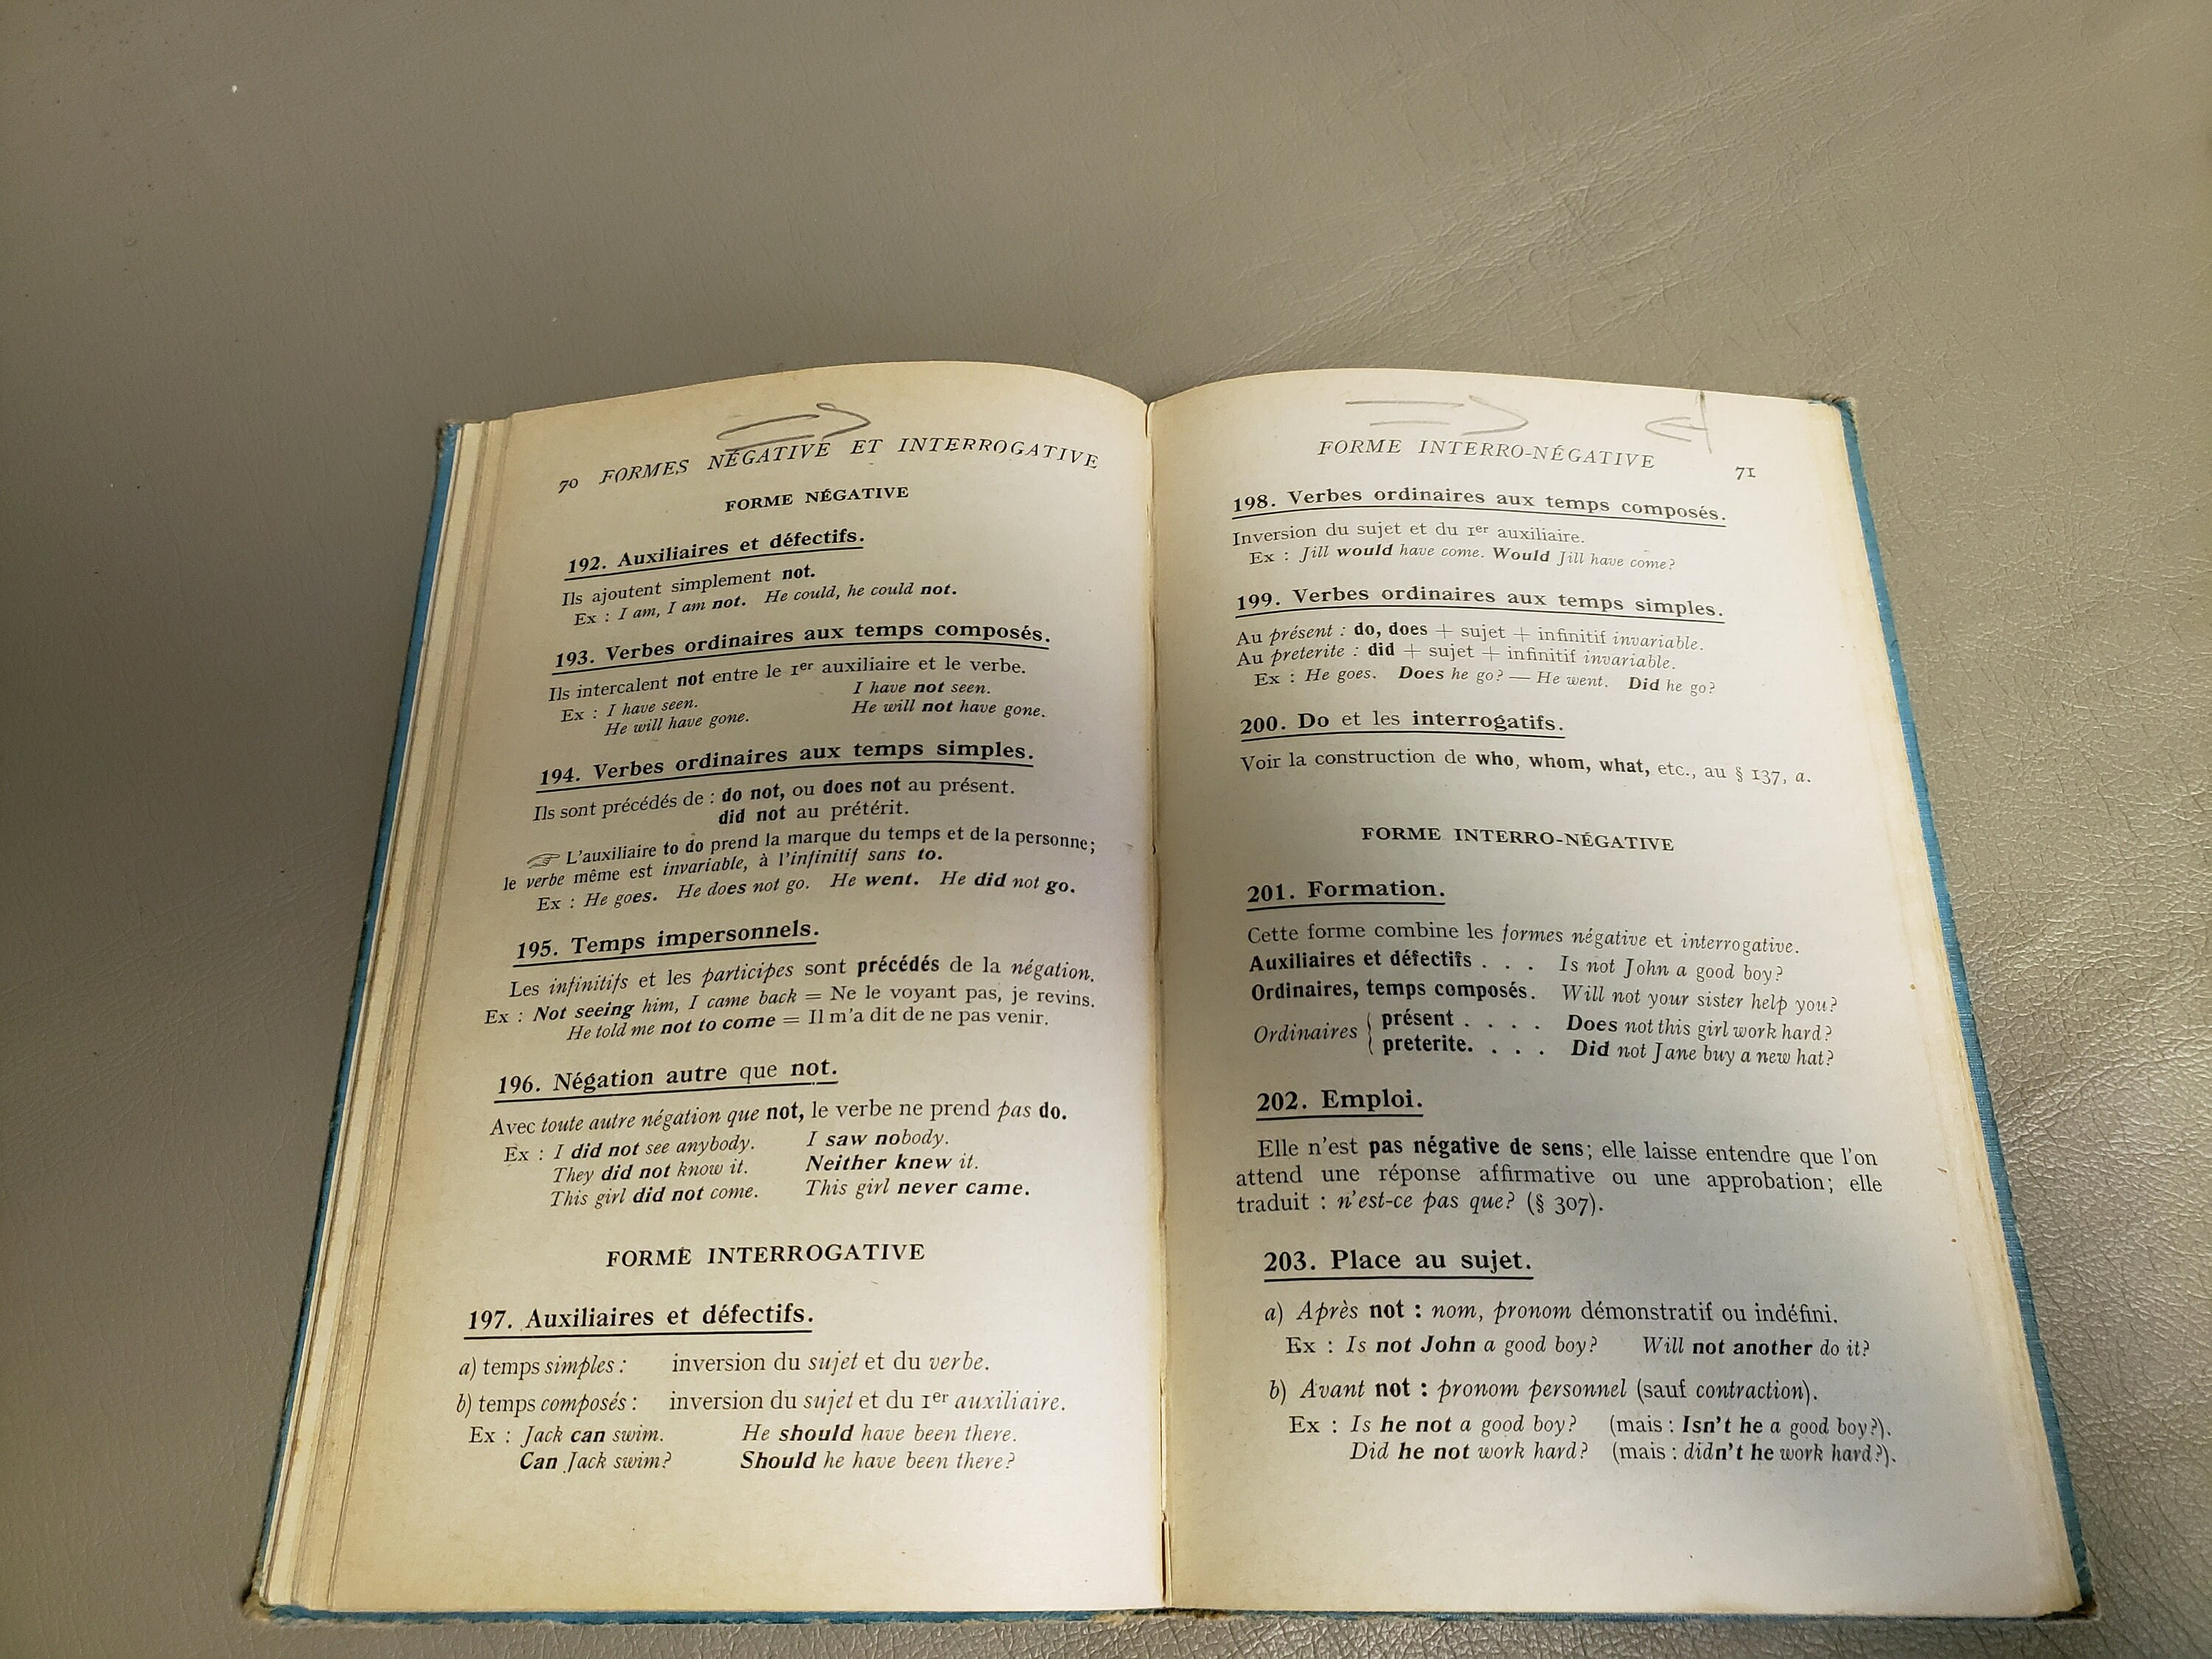 70 FORMES NÉGATIVE ET INTERROGATIVE
FORME NÉGATIVE
192. Auxiliaires et défectifs.
Ils ajoutent simplement not.
Ex : I am, I am not. He could, he could not.
193. Verbes ordinaires aux temps composés.
Ils intercalent not entre le 1er auxiliaire et le verbe.
Ex : I have seen. I have not seen.
He will have gone. He will not have gone.
194. Verbes ordinaires aux temps simples.
Ils sont précédés de : do not, ou does not au présent.
did not au prétérit.
☞ L'auxiliaire to do prend la marque du temps et de la personne;
le verbe même est invariable, à l'infinitif sans to.
Ex : He goes. He does not go. He went. He did not go.
195. Temps impersonnels.
Les infinitifs et les participes sont précédés de la négation.
Ex : Not seeing him, I came back = Ne le voyant pas, je revins.
He told me not to come = Il m'a dit de ne pas venir.
196. Négation autre que not.
Avec toute autre négation que not, le verbe ne prend pas do.
Ex : I did not see anybody. I saw nobody.
They did not know it. Neither knew it.
This girl did not come. This girl never came.
FORME INTERROGATIVE
197. Auxiliaires et défectifs.
a) temps simples : inversion du sujet et du verbe.
b) temps composés : inversion du sujet et du 1er auxiliaire.
Ex : Jack can swim. He should have been there.
Can Jack swim? Should he have been there?
FORME INTERRO-NÉGATIVE 71
198. Verbes ordinaires aux temps composés.
Inversion du sujet et du 1er auxiliaire.
Ex : Jill would have come. Would Jill have come?
199. Verbes ordinaires aux temps simples.
Au présent : do, does + sujet + infinitif invariable.
Au preterite : did + sujet + infinitif invariable.
Ex : He goes. Does he go? — He went. Did he go?
200. Do et les interrogatifs.
Voir la construction de who, whom, what, etc., au § 137, a.
FORME INTERRO-NÉGATIVE
201. Formation.
Cette forme combine les formes négative et interrogative.
Auxiliaires et défectifs . . . Is not John a good boy?
Ordinaires, temps composés. Will not your sister help you?
Ordinaires { présent . . . . Does not this girl work hard?
preterite. . . . Did not Jane buy a new hat?
202. Emploi.
Elle n'est pas négative de sens; elle laisse entendre que l'on
attend une réponse affirmative ou une approbation; elle
traduit : n'est-ce pas que? (§ 307).
203. Place au sujet.
a) Après not : nom, pronom démonstratif ou indéfini.
Ex : Is not John a good boy? Will not another do it?
b) Avant not : pronom personnel (sauf contraction).
Ex : Is he not a good boy? (mais : Isn't he a good boy?).
Did he not work hard? (mais : didn't he work hard?).